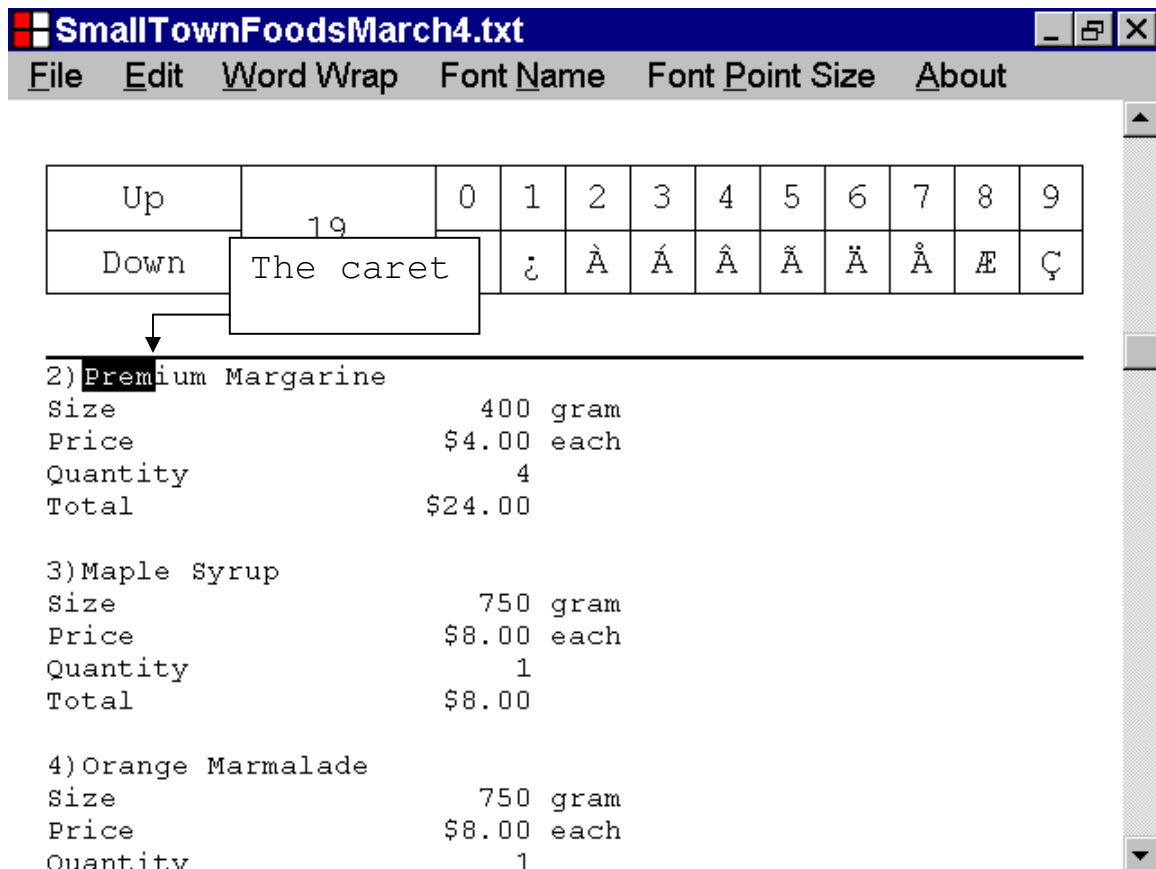 SmallTownFoodsMarch4.txt
File Edit Word Wrap Font Name Font Point Size About
Up 19 0 1 2 3 4 5 6 7 8 9
Down ¿ À Á Â Ã Ä Å Æ Ç
The caret
2)Premium Margarine
Size 400 gram
Price $4.00 each
Quantity 4
Total $24.00
3)Maple Syrup
Size 750 gram
Price $8.00 each
Quantity 1
Total $8.00
4)Orange Marmalade
Size 750 gram
Price $8.00 each
Quantity 1